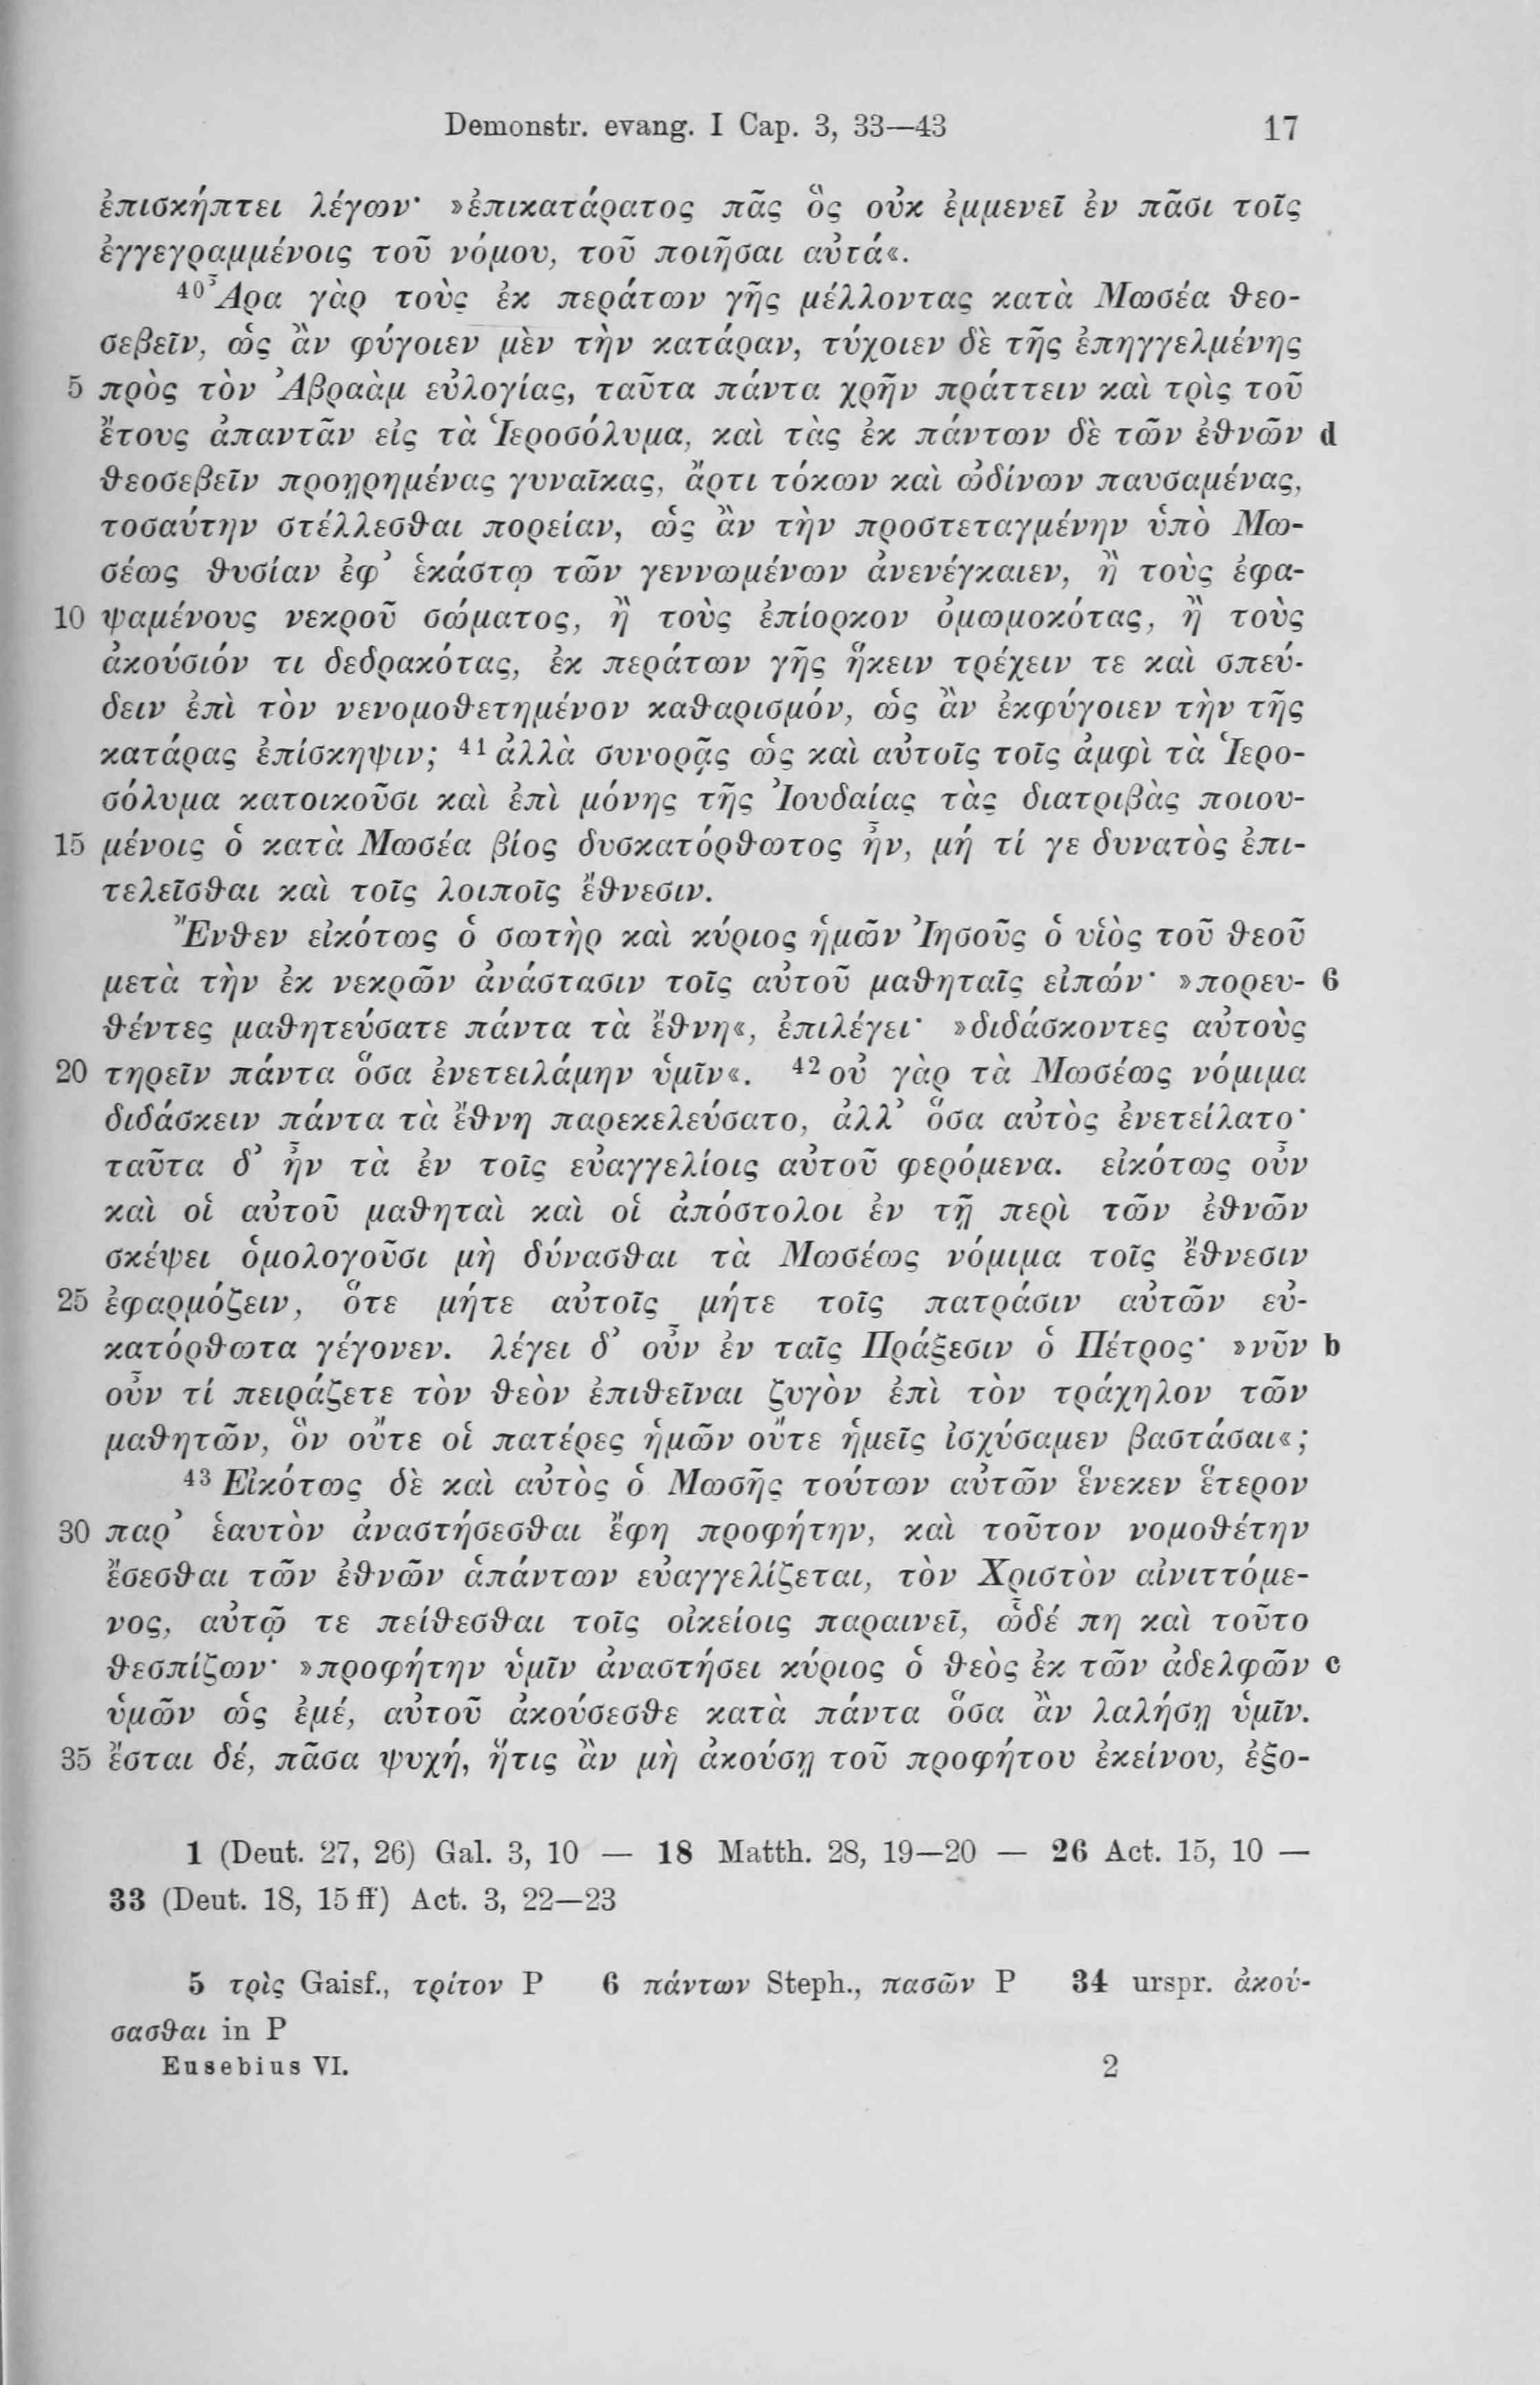 Demonstr. evang. I Cap. 3, 33—43 17
ἐπισκήπτει λέγων· »ἐπικατάρατος πᾶς ὃς οὐκ ἐμμενεῖ ἐν πᾶσι τοῖς
ἐγγεγραμμένοις τοῦ νόμου, τοῦ ποιῆσαι αὐτά«.
⁴⁰ Ἆρα γὰρ τοὺς ἐκ περάτων γῆς μέλλοντας κατὰ Μωσέα θεο-
σεβεῖν, ὡς ἂν φύγοιεν μὲν τὴν κατάραν, τύχοιεν δὲ τῆς ἐπηγγελμένης
5 πρὸς τὸν Ἀβραὰμ εὐλογίας, ταῦτα πάντα χρῆν πράττειν καὶ τρὶς τοῦ
ἔτους ἀπαντᾶν εἰς τὰ Ἱεροσόλυμα, καὶ τὰς ἐκ πάντων δὲ τῶν ἐθνῶν d
θεοσεβεῖν προῃρημένας γυναῖκας, ἄρτι τόκων καὶ ὠδίνων παυσαμένας,
τοσαύτην στέλλεσθαι πορείαν, ὡς ἂν τὴν προστεταγμένην ὑπὸ Μω-
σέως θυσίαν ἐφ᾽ ἑκάστῳ τῶν γεννωμένων ἀνενέγκαιεν, ἢ τοὺς ἐφα-
10 ψαμένους νεκροῦ σώματος, ἢ τοὺς ἐπίορκον ὀμωμοκότας, ἢ τοὺς
ἀκούσιόν τι δεδρακότας, ἐκ περάτων γῆς ἥκειν τρέχειν τε καὶ σπεύ-
δειν ἐπὶ τὸν νενομοθετημένον καθαρισμόν, ὡς ἂν ἐκφύγοιεν τὴν τῆς
κατάρας ἐπίσκηψιν; ⁴¹ ἀλλὰ συνορᾷς ὡς καὶ αὐτοῖς τοῖς ἀμφὶ τὰ Ἱερο-
σόλυμα κατοικοῦσι καὶ ἐπὶ μόνης τῆς Ἰουδαίας τὰς διατριβὰς ποιου-
15 μένοις ὁ κατὰ Μωσέα βίος δυσκατόρθωτος ἦν, μή τί γε δυνατὸς ἐπι-
τελεῖσθαι καὶ τοῖς λοιποῖς ἔθνεσιν.
Ἔνθεν εἰκότως ὁ σωτὴρ καὶ κύριος ἡμῶν Ἰησοῦς ὁ υἱὸς τοῦ θεοῦ
μετὰ τὴν ἐκ νεκρῶν ἀνάστασιν τοῖς αὐτοῦ μαθηταῖς εἰπών· »πορευ- 6
θέντες μαθητεύσατε πάντα τὰ ἔθνη«, ἐπιλέγει· »διδάσκοντες αὐτοὺς
20 τηρεῖν πάντα ὅσα ἐνετειλάμην ὑμῖν«. ⁴² οὐ γὰρ τὰ Μωσέως νόμιμα
διδάσκειν πάντα τὰ ἔθνη παρεκελεύσατο, ἀλλ᾽ ὅσα αὐτὸς ἐνετείλατο·
ταῦτα δ᾽ ἦν τὰ ἐν τοῖς εὐαγγελίοις αὐτοῦ φερόμενα. εἰκότως οὖν
καὶ οἱ αὐτοῦ μαθηταὶ καὶ οἱ ἀπόστολοι ἐν τῇ περὶ τῶν ἐθνῶν
σκέψει ὁμολογοῦσι μὴ δύνασθαι τὰ Μωσέως νόμιμα τοῖς ἔθνεσιν
25 ἐφαρμόζειν, ὅτε μήτε αὐτοῖς μήτε τοῖς πατράσιν αὐτῶν εὐ-
κατόρθωτα γέγονεν. λέγει δ᾽ οὖν ἐν ταῖς Πράξεσιν ὁ Πέτρος· »νῦν b
οὖν τί πειράζετε τὸν θεὸν ἐπιθεῖναι ζυγὸν ἐπὶ τὸν τράχηλον τῶν
μαθητῶν, ὃν οὔτε οἱ πατέρες ἡμῶν οὔτε ἡμεῖς ἰσχύσαμεν βαστάσαι«;
⁴³ Εἰκότως δὲ καὶ αὐτὸς ὁ Μωσῆς τούτων αὐτῶν ἕνεκεν ἕτερον
30 παρ᾽ ἑαυτὸν ἀναστήσεσθαι ἔφη προφήτην, καὶ τοῦτον νομοθέτην
ἔσεσθαι τῶν ἐθνῶν ἁπάντων εὐαγγελίζεται, τὸν Χριστὸν αἰνιττόμε-
νος, αὐτῷ τε πείθεσθαι τοῖς οἰκείοις παραινεῖ, ὧδέ πη καὶ τοῦτο
θεσπίζων· »προφήτην ὑμῖν ἀναστήσει κύριος ὁ θεὸς ἐκ τῶν ἀδελφῶν c
ὑμῶν ὡς ἐμέ, αὐτοῦ ἀκούσεσθε κατὰ πάντα ὅσα ἂν λαλήσῃ ὑμῖν.
35 ἔσται δέ, πᾶσα ψυχή, ἥτις ἂν μὴ ἀκούσῃ τοῦ προφήτου ἐκείνου, ἐξο-
1 (Deut. 27, 26) Gal. 3, 10 — 18 Matth. 28, 19—20 — 26 Act. 15, 10 —
33 (Deut. 18, 15 ff) Act. 3, 22—23
5 τρὶς Gaisf., τρίτον P 6 πάντων Steph., πασῶν P 34 urspr. ἀκού-
σασθαι in P
Eusebius VI. 2